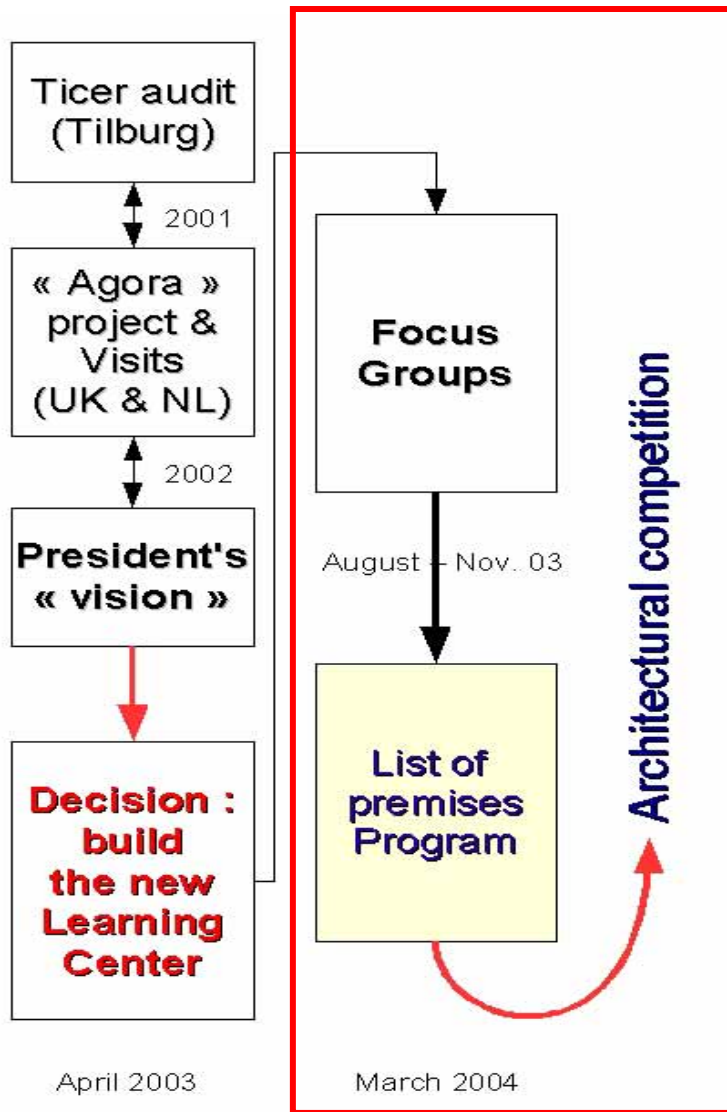 Ticer audit
(Tilburg)
2001
« Agora »
project &
Visits
(UK & NL)
2002
President's
« vision »
Decision :
build
the new
Learning
Center
April 2003
Focus
Groups
August – Nov. 03
List of
premises
Program
March 2004
Architectural competition